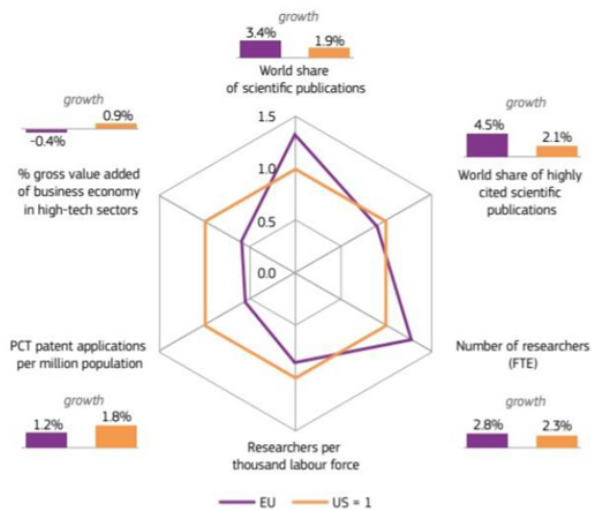 growth
3.4%
1.9%
World share
of scientific publications
growth
0.9%
-0.4%
% gross value added
of business economy
in high-tech sectors
growth
4.5%
2.1%
World share of highly
cited scientific
publications
1.5
1.0
0.5
0.0
PCT patent applications
per million population
growth
1.2%
1.8%
Number of researchers
(FTE)
growth
2.8%
2.3%
Researchers per
thousand labour force
EU
US = 1